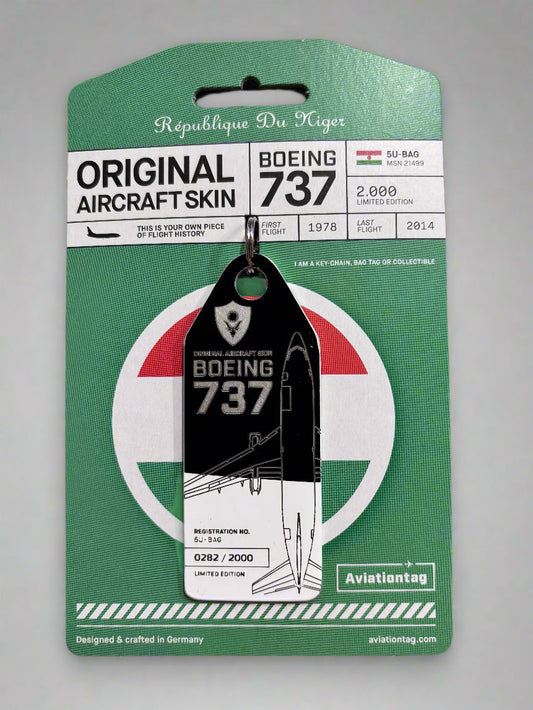 République Du Niger
ORIGINAL
AIRCRAFT SKIN
BOEING
737
5U-BAG
MSN 21499
2.000
LIMITED EDITION
THIS IS YOUR OWN PIECE
OF FLIGHT HISTORY
FIRST
FLIGHT
1978
LAST
FLIGHT
2014
I AM A KEY-CHAIN, BAG TAG OR COLLECTIBLE
ORIGINAL AIRCRAFT SKIN
BOEING
737
REGISTRATION NO.
5U-BAG
0282 / 2000
LIMITED EDITION
Aviationtag
Designed & crafted in Germany
aviationtag.com